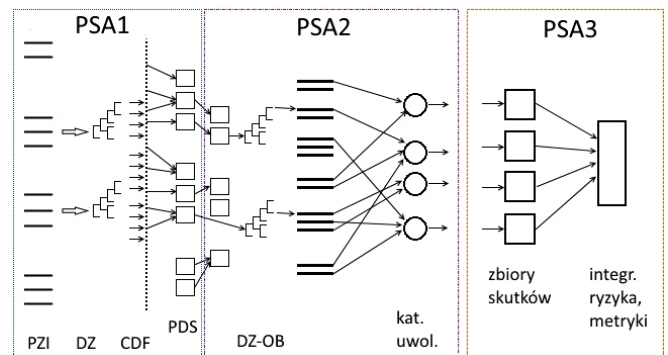 PSA1
PSA2
PSA3
zbiory
skutków
integr.
ryzyka,
metryki
kat.
uwol.
PZI
DZ
CDF
PDS
DZ-OB